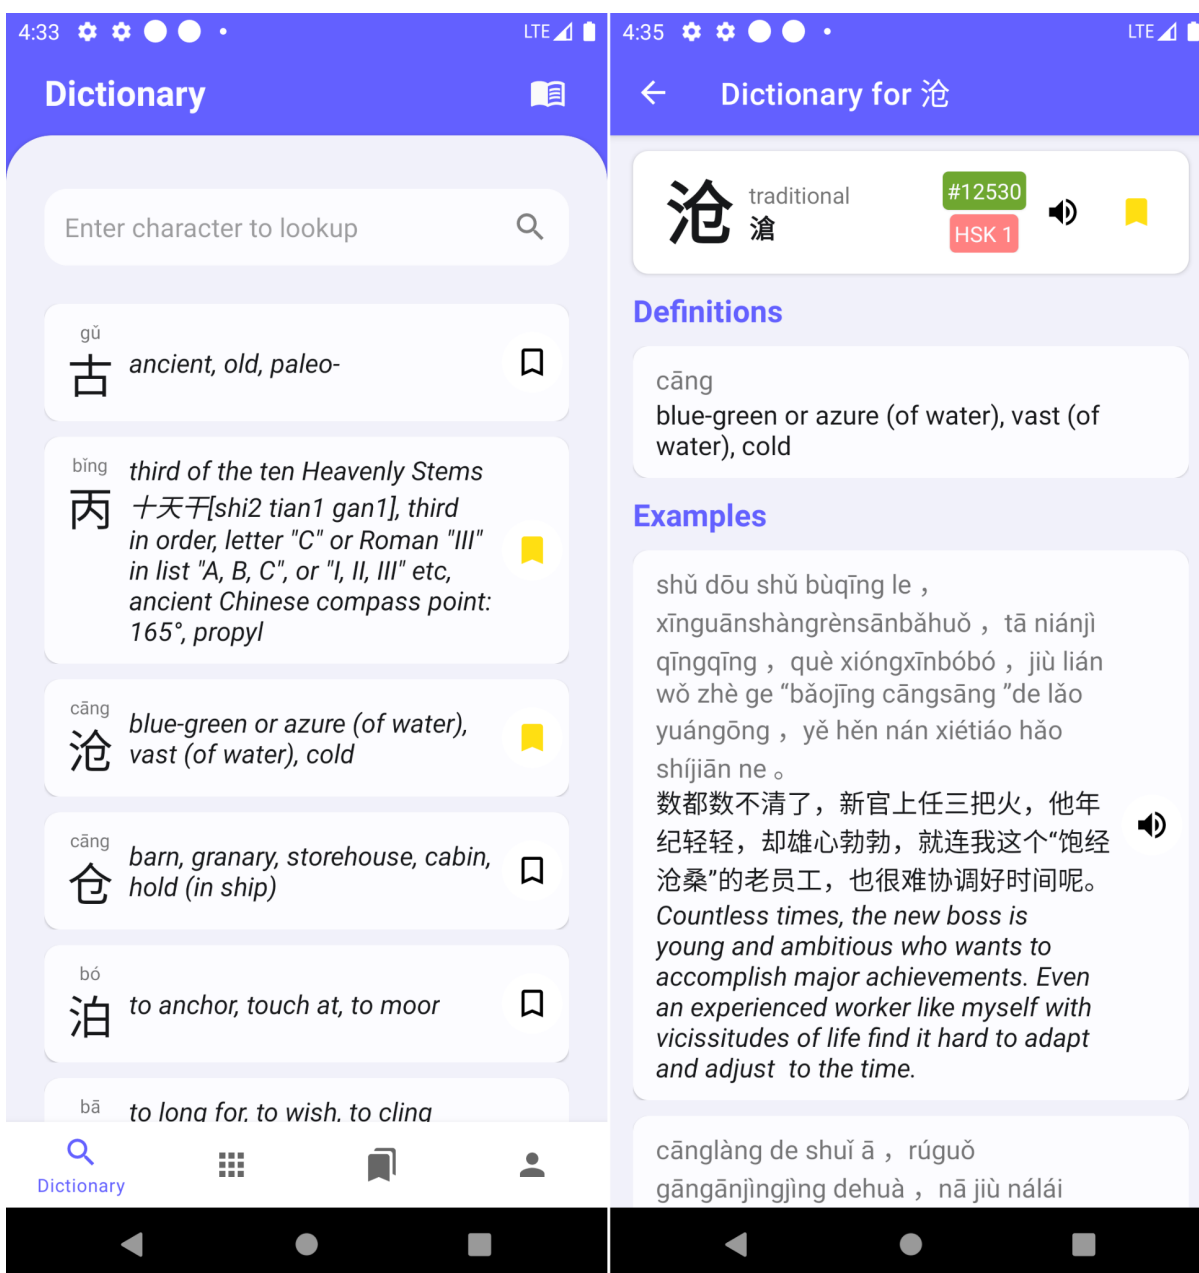 4:33
LTE
Dictionary
Enter character to lookup
gǔ
古
ancient, old, paleo-
bǐng
丙
third of the ten Heavenly Stems
十天干[shi2 tian1 gan1], third
in order, letter "C" or Roman "III"
in list "A, B, C", or "I, II, III" etc,
ancient Chinese compass point:
165°, propyl
cāng
沧
blue-green or azure (of water),
vast (of water), cold
cāng
仓
barn, granary, storehouse, cabin,
hold (in ship)
bó
泊
to anchor, touch at, to moor
bā
to long for, to wish, to cling
Dictionary
4:35
LTE
Dictionary for 沧
沧
traditional
滄
#12530
HSK 1
Definitions
cāng
blue-green or azure (of water), vast (of
water), cold
Examples
shǔ dōu shǔ bùqīng le ，
xīnguānshàngrènsānbǎhuǒ ，tā niánjì
qīngqīng ，què xióngxīnbóbó ，jiù lián
wǒ zhè ge “bǎojīng cāngsāng ”de lǎo
yuángōng ，yě hěn nán xiétiáo hǎo
shíjiān ne 。
数都数不清了，新官上任三把火，他年
纪轻轻，却雄心勃勃，就连我这个“饱经
沧桑”的老员工，也很难协调好时间呢。
Countless times, the new boss is
young and ambitious who wants to
accomplish major achievements. Even
an experienced worker like myself with
vicissitudes of life find it hard to adapt
and adjust  to the time.
cānglàng de shuǐ ā ，rúguǒ
gāngānjìngjìng dehuà ，nā jiù nálái